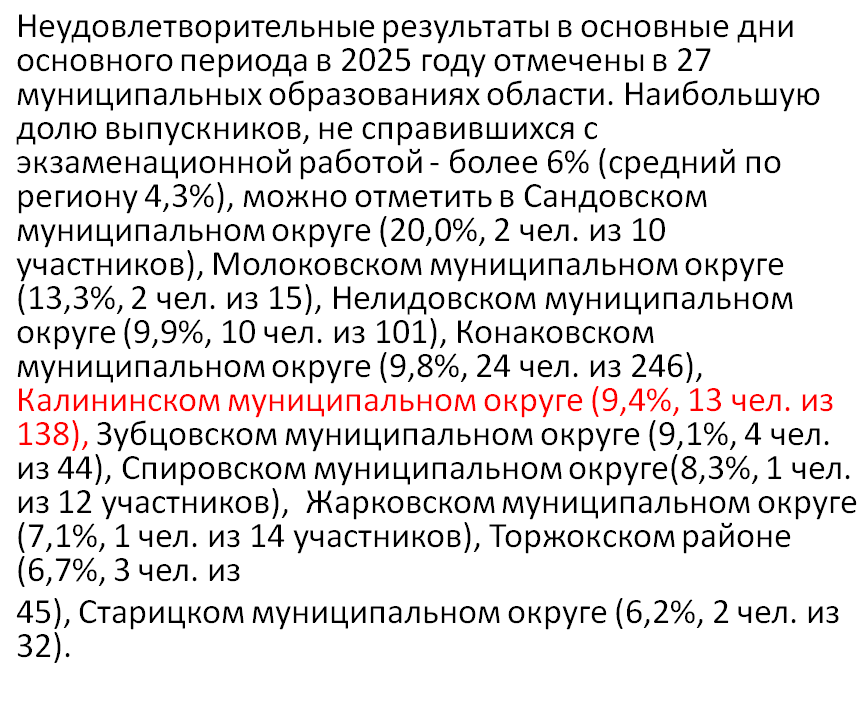 Неудовлетворительные результаты в основные дни
основного периода в 2025 году отмечены в 27
муниципальных образованиях области. Наибольшую
долю выпускников, не справившихся с
экзаменационной работой - более 6% (средний по
региону 4,3%), можно отметить в Сандовском
муниципальном округе (20,0%, 2 чел. из 10
участников), Молоковском муниципальном округе
(13,3%, 2 чел. из 15), Нелидовском муниципальном
округе (9,9%, 10 чел. из 101), Конаковском
муниципальном округе (9,8%, 24 чел. из 246),
Калининском муниципальном округе (9,4%, 13 чел. из
138), Зубцовском муниципальном округе (9,1%, 4 чел.
из 44), Спировском муниципальном округе(8,3%, 1 чел.
из 12 участников), Жарковском муниципальном округе
(7,1%, 1 чел. из 14 участников), Торжокском районе
(6,7%, 3 чел. из
45), Старицком муниципальном округе (6,2%, 2 чел. из
32).